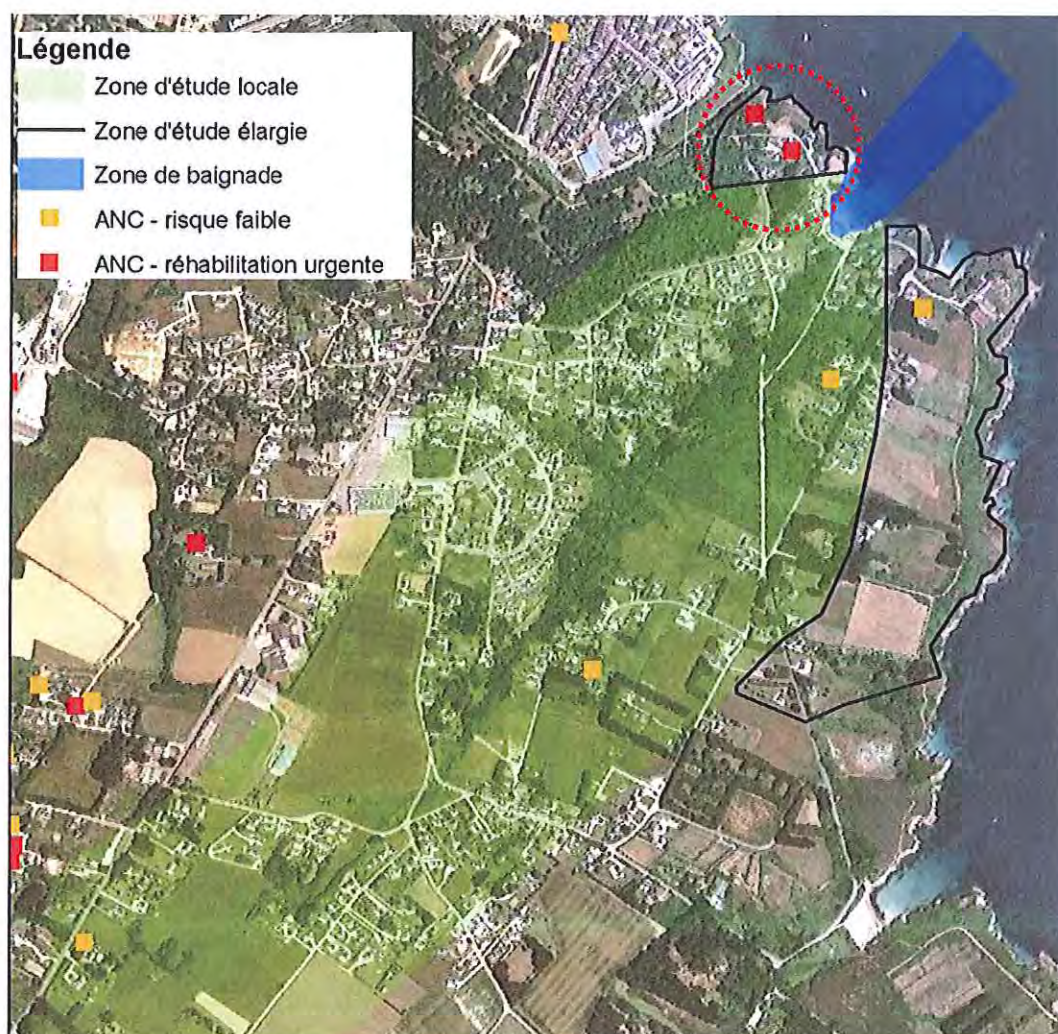 Légende
Zone d'étude locale
Zone d'étude élargie
Zone de baignade
ANC - risque faible
ANC - réhabilitation urgente